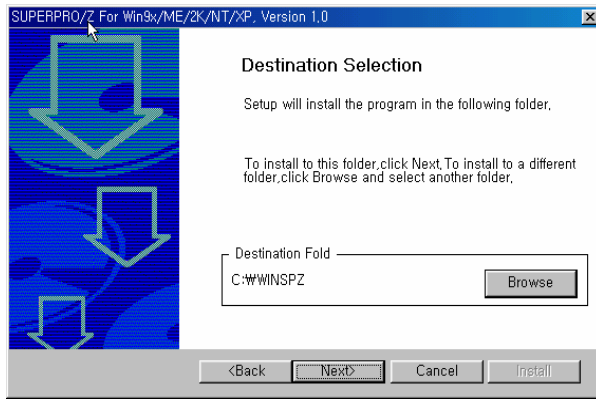 SUPERPRO/Z For Win9x/ME/2K/NT/XP, Version 1,0
Destination Selection
Setup will install the program in the following folder,
To install to this folder,click Next,To install to a different
folder,click Browse and select another folder,
Destination Fold
C:₩WINSPZ
Browse
<Back
Next>
Cancel
Install